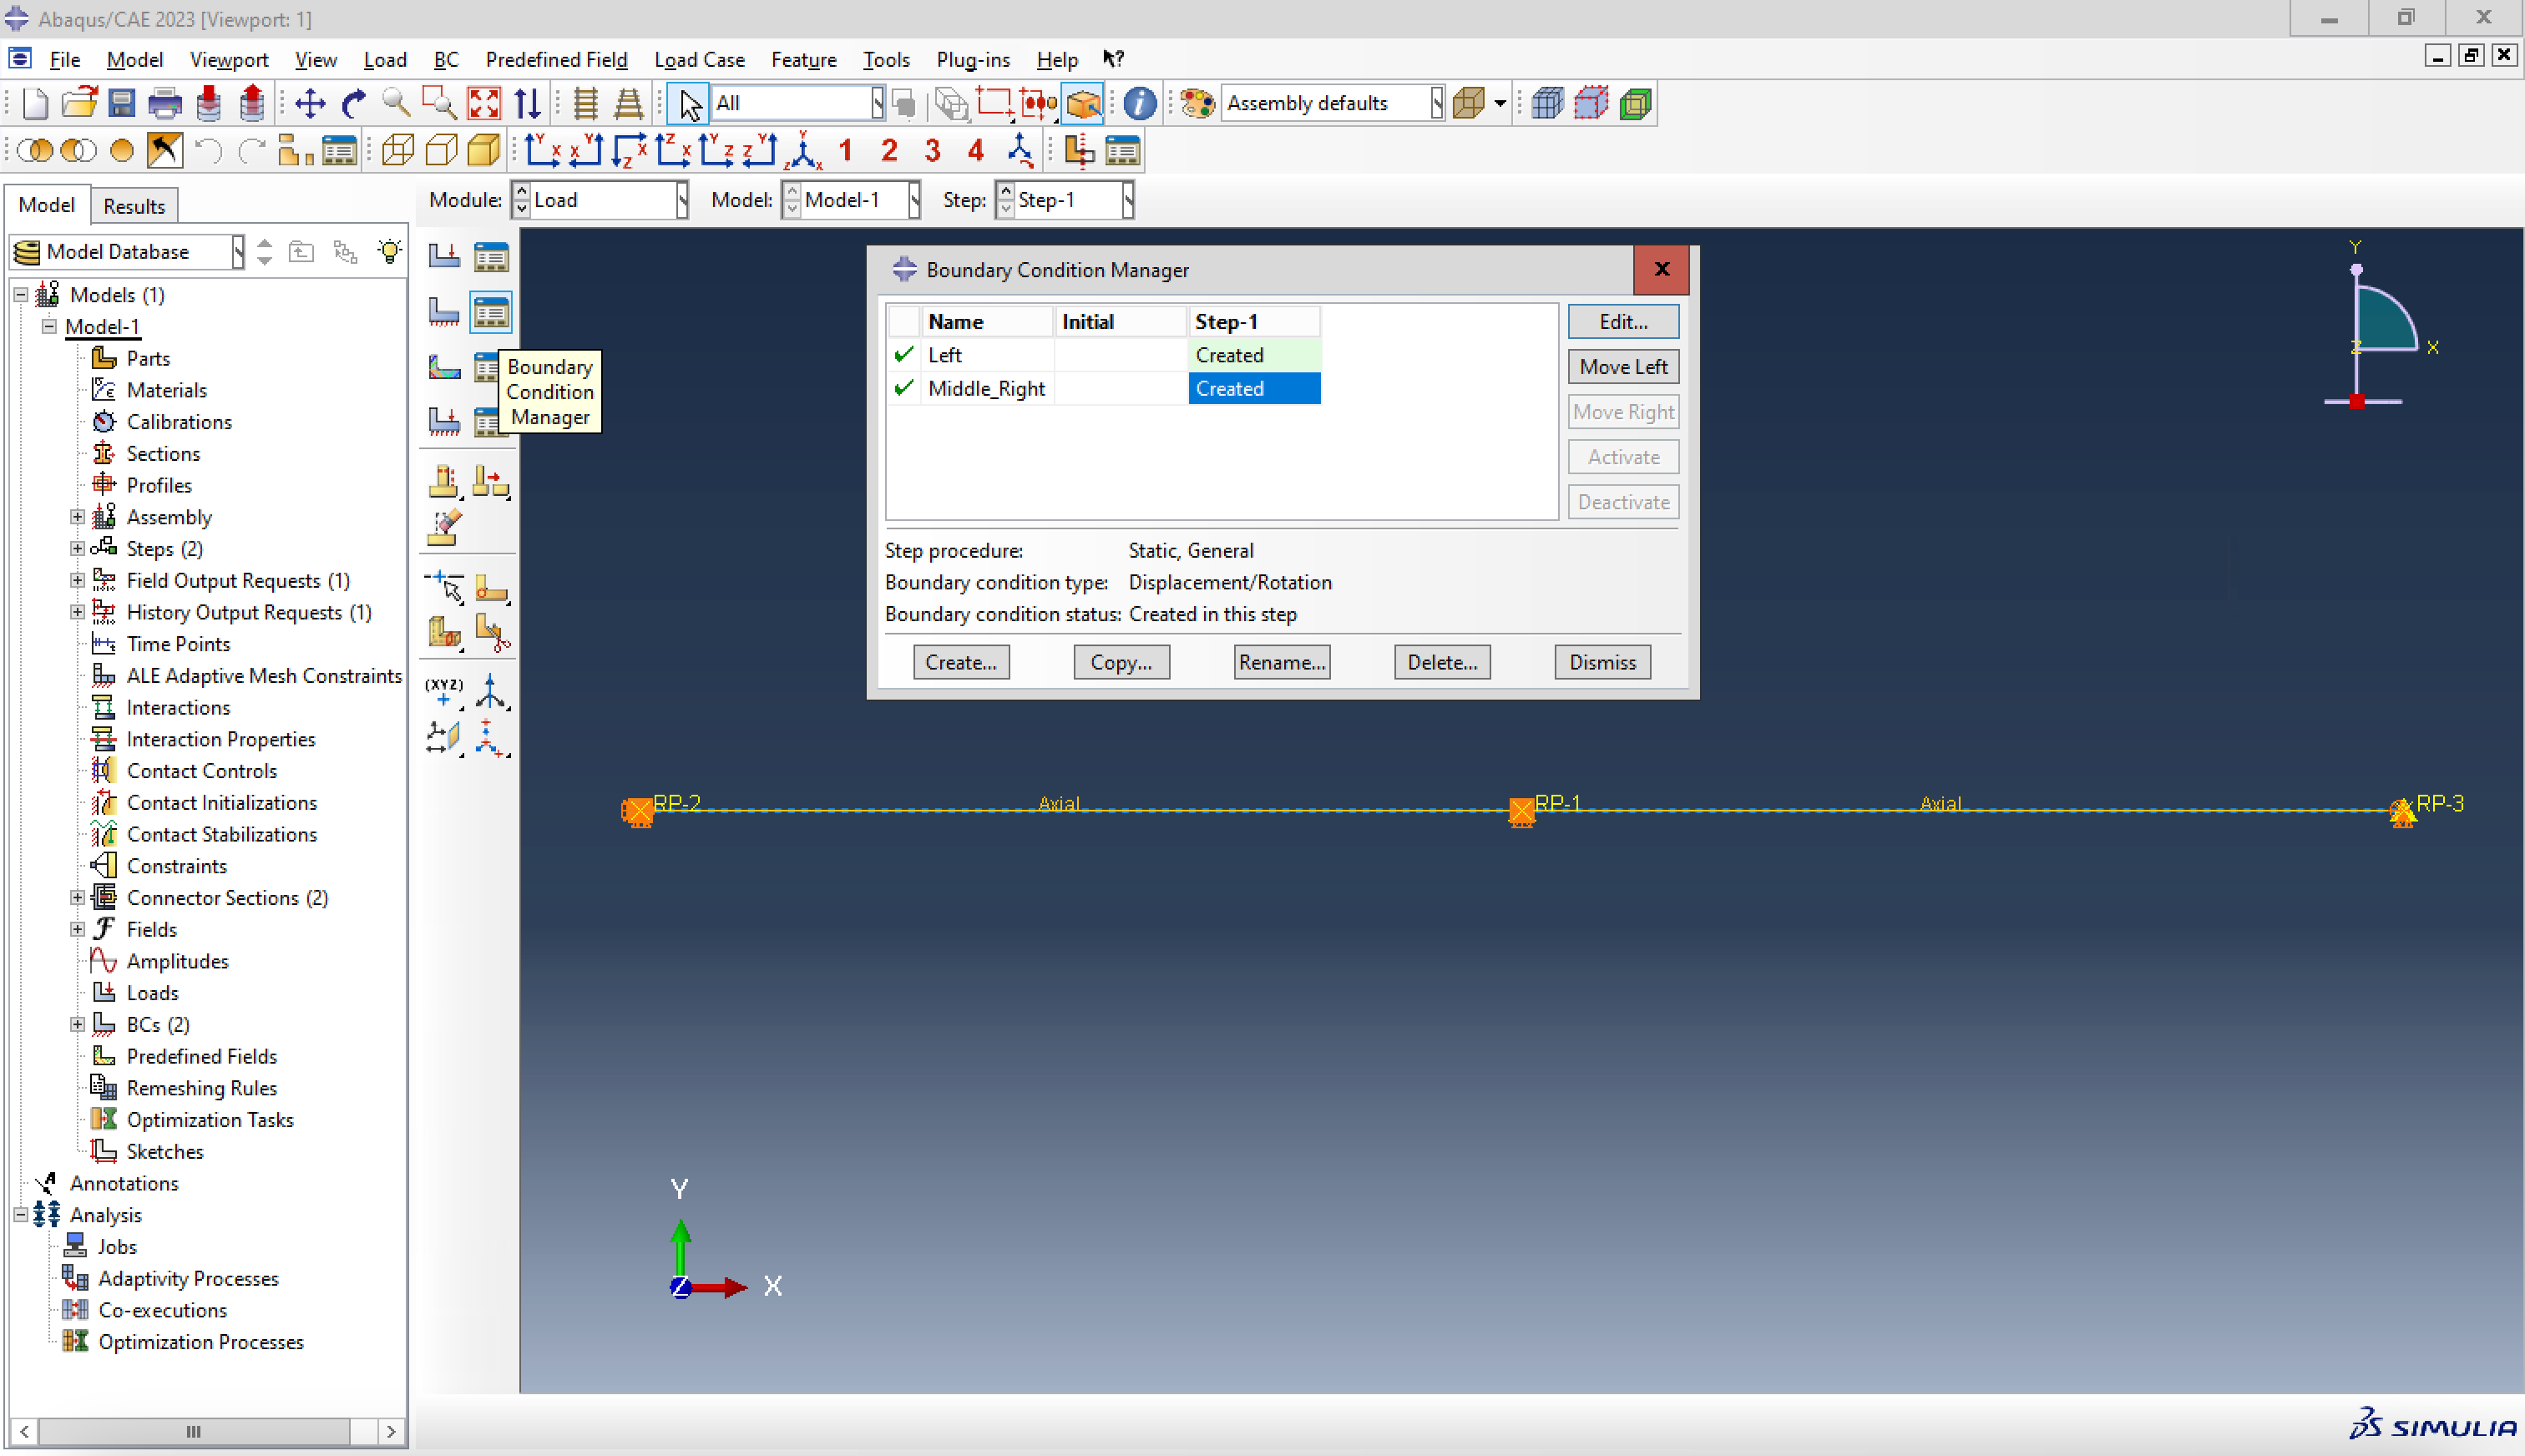 Abaqus/CAE 2023 [Viewport: 1]
File Model Viewport View Load BC Predefined Field Load Case Feature Tools Plug-ins Help ?
All Assembly defaults
1 2 3 4
Model Results
Module: Load Model: Model-1 Step: Step-1
Model Database
Models (1)
Model-1
Parts
Materials
Calibrations
Sections
Profiles
Assembly
Steps (2)
Field Output Requests (1)
History Output Requests (1)
Time Points
ALE Adaptive Mesh Constraints
Interactions
Interaction Properties
Contact Controls
Contact Initializations
Contact Stabilizations
Constraints
Connector Sections (2)
Fields
Amplitudes
Loads
BCs (2)
Predefined Fields
Remeshing Rules
Optimization Tasks
Sketches
Annotations
Analysis
Jobs
Adaptivity Processes
Co-executions
Optimization Processes
(XYZ)
Boundary
Condition
Manager
Boundary Condition Manager
Name Initial Step-1
Left Created
Middle_Right Created
Edit...
Move Left
Move Right
Activate
Deactivate
Step procedure: Static, General
Boundary condition type: Displacement/Rotation
Boundary condition status: Created in this step
Create... Copy... Rename... Delete... Dismiss
Y
Z X
RP-2 Axial RP-1 Axial RP-3
Y
Z X
SIMULIA